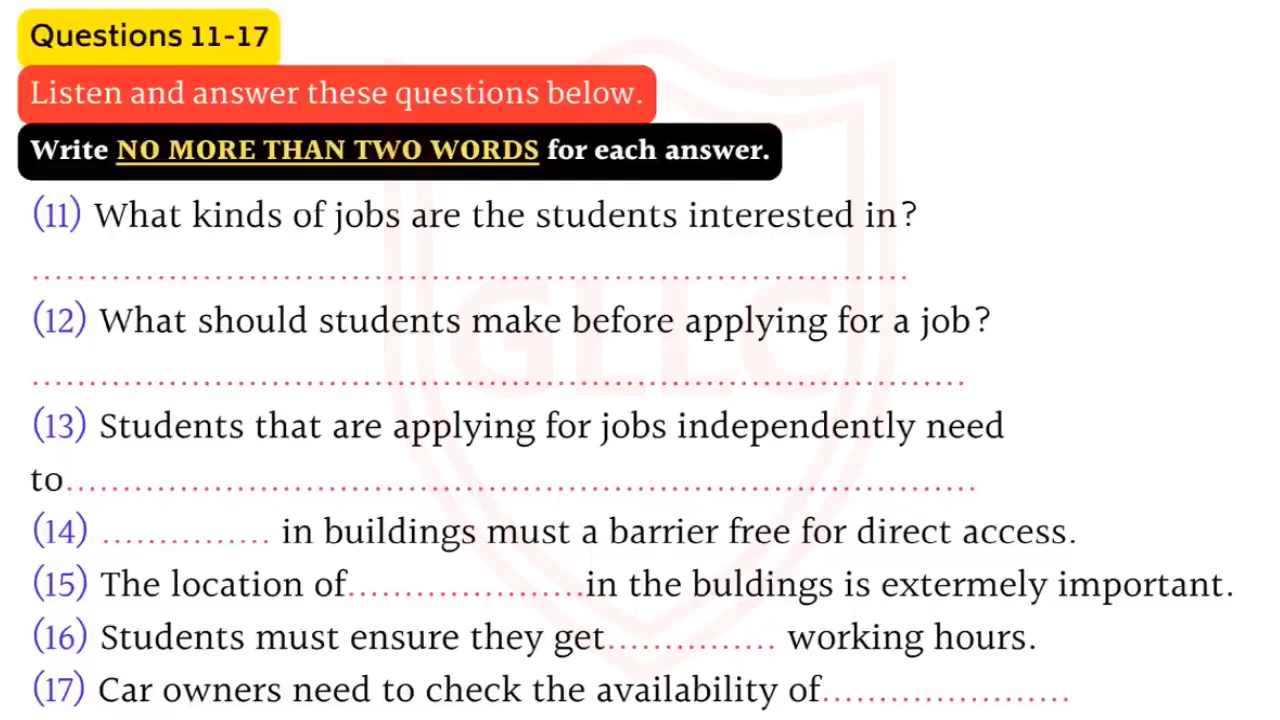 Questions 11-17
Listen and answer these questions below.
Write NO MORE THAN TWO WORDS for each answer.
(11) What kinds of jobs are the students interested in?
..............................................................................
(12) What should students make before applying for a job?
...................................................................................
(13) Students that are applying for jobs independently need
to.................................................................................
(14) ............... in buildings must a barrier free for direct access.
(15) The location of.....................in the buldings is extermely important.
(16) Students must ensure they get............... working hours.
(17) Car owners need to check the availability of......................
GLLC